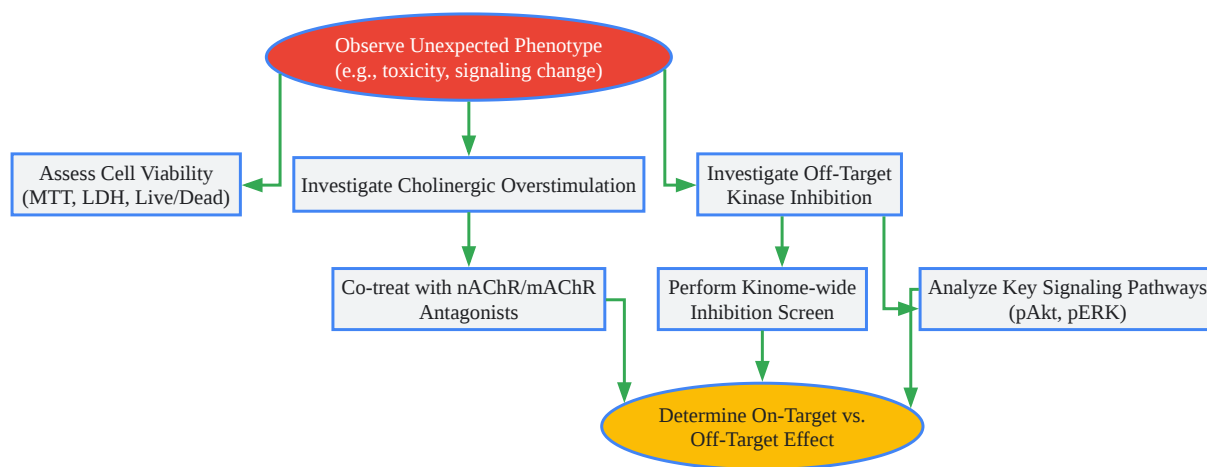 Observe Unexpected Phenotype
(e.g., toxicity, signaling change)
Assess Cell Viability
(MTT, LDH, Live/Dead)
Investigate Cholinergic Overstimulation
Investigate Off-Target
Kinase Inhibition
Co-treat with nAChR/mAChR
Antagonists
Perform Kinome-wide
Inhibition Screen
Analyze Key Signaling Pathways
(pAkt, pERK)
Determine On-Target vs.
Off-Target Effect